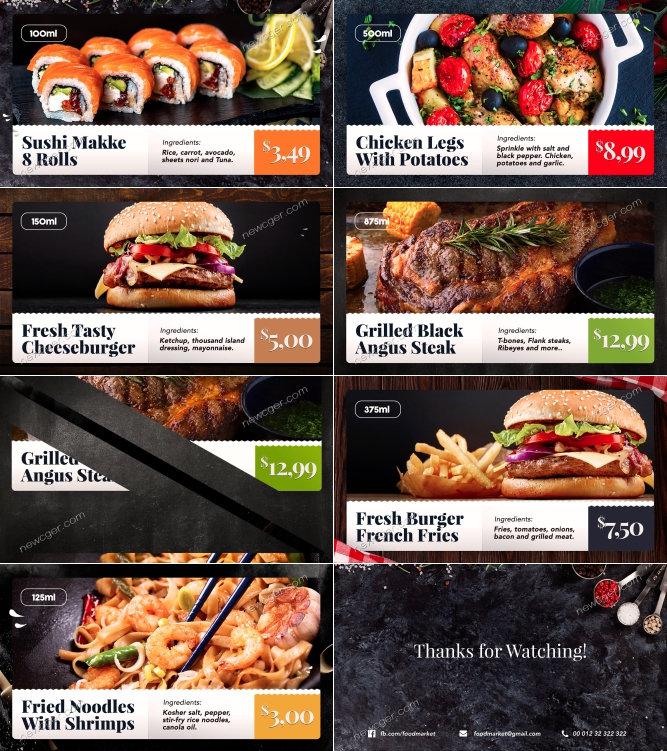 100ml
Sushi Makke
8 Rolls
Ingredients:
Rice, carrot, avocado,
sheets nori and Tuna.
$3,49
500ml
Chicken Legs
With Potatoes
Ingredients:
Sprinkle with salt and
black pepper. Chicken,
potatoes and garlic.
$8,99
150ml
Fresh Tasty
Cheeseburger
Ingredients:
Ketchup, thousand island
dressing, mayonnaise.
$5,00
875ml
Grilled Black
Angus Steak
Ingredients:
T-bones, Flank steaks,
Ribeyes and more..
$12,99
Grilled
Angus Stea
$12,99
375ml
Fresh Burger
French Fries
Ingredients:
Fries, tomatoes, onions,
bacon and grilled meat.
$7,50
125ml
Fried Noodles
With Shrimps
Ingredients:
Kosher salt, pepper,
stir-fry rice noodles,
canola oil.
$3,00
Thanks for Watching!
fb.com/foodmarket
foodmarket@gmail.com
00 012 32 322 322
newcger.com